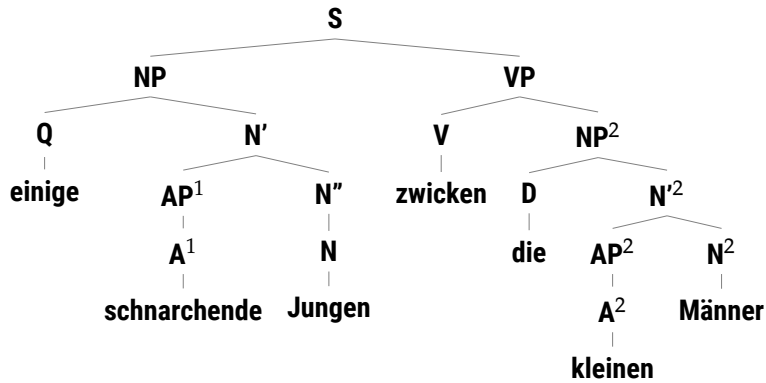 S
NP VP
Q N’ V NP²
einige AP¹ N” zwicken D N’²
A¹ N die AP² N²
schnarchende Jungen A² Männer
kleinen